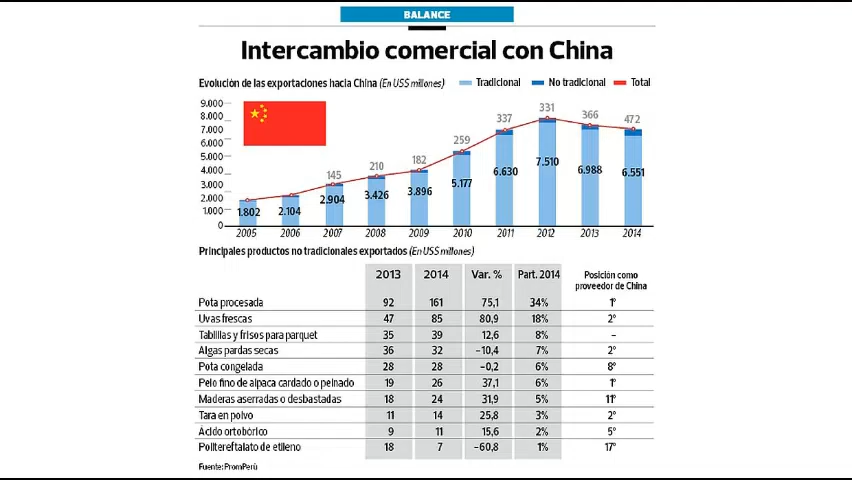 BALANCE
Intercambio comercial con China
Evolución de las exportaciones hacia China (En US$ millones) Tradicional No tradicional Total
9.000
8.000
7.000
6.000
5.000
4.000
3.000
2.000
1.000
0
145 210 182 259 337 331 366 472
1.802 2.104 2.904 3.426 3.896 5.177 6.630 7.510 6.988 6.551
2005 2006 2007 2008 2009 2010 2011 2012 2013 2014
Principales productos no tradicionales exportados (En US$ millones)
2013 2014 Var. % Part. 2014 Posición como
proveedor de China
Pota procesada 92 161 75,1 34% 1°
Uvas frescas 47 85 80,9 18% 2°
Tablillas y frisos para parquet 35 39 12,6 8% –
Algas pardas secas 36 32 –10,4 7% 2°
Pota congelada 28 28 –0,2 6% 8°
Pelo fino de alpaca cardado o peinado 19 26 37,1 6% 1°
Maderas aserradas o desbastadas 18 24 31,9 5% 11°
Tara en polvo 11 14 25,8 3% 2°
Ácido ortobórico 9 11 15,6 2% 5°
Politereftalato de etileno 18 7 –60,8 1% 17°
Fuente: PromPerú